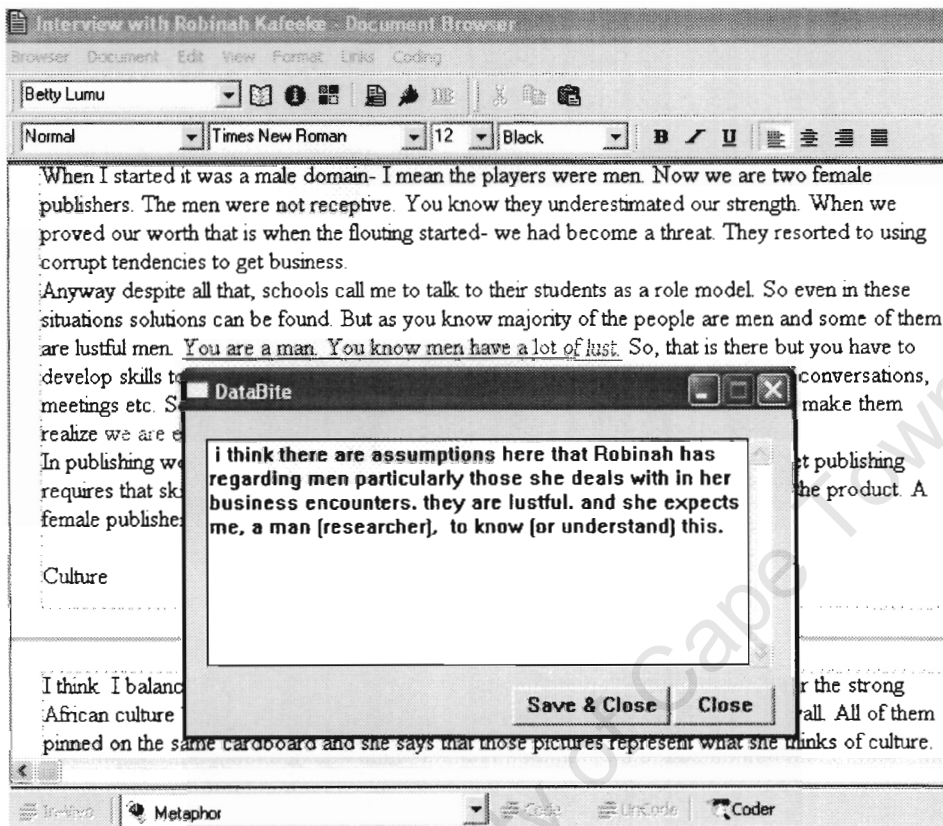 Interview with Robinah Kafeeke - Document Browser
Browser Document Edit View Format Links Coding
Betty Lumu
DB
Normal Times New Roman 12 Black B I U
When I started it was a male domain- I mean the players were men. Now we are two female
publishers. The men were not receptive. You know they underestimated our strength. When we
proved our worth that is when the flouting started- we had become a threat. They resorted to using
corrupt tendencies to get business.
Anyway despite all that, schools call me to talk to their students as a role model. So even in these
situations solutions can be found. But as you know majority of the people are men and some of them
are lustful men. You are a man. You know men have a lot of lust. So, that is there but you have to
develop skills to conversations,
meetings etc. S make them
realize we are e
In publishing we et publishing
requires that ski the product. A
female publishe
DataBite
i think there are assumptions here that Robinah has
regarding men particularly those she deals with in her
business encounters. they are lustful. and she expects
me, a man (researcher), to know (or understand) this.
Save & Close Close
Culture
I think I balanc r the strong
African culture vall. All of them
pinned on the same cardboard and she says that those pictures represent what she thinks of culture.
In-Vivo Metaphor Code UnCode Coder
of Cape Town